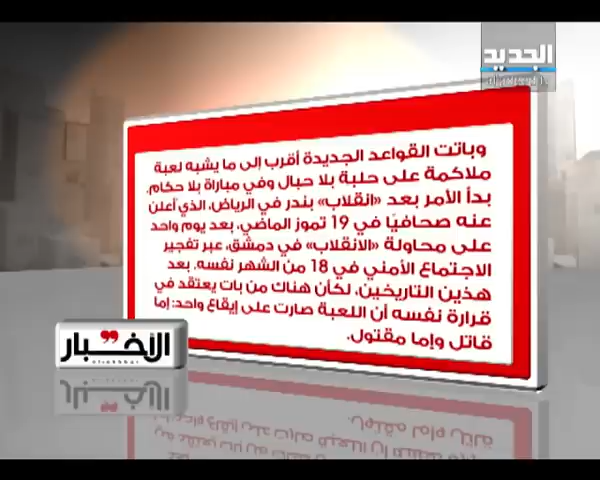 الجديد
وباتت القواعد الجديدة أقرب إلى ما يشبه لعبة
ملاكمة على حلبة بلا حبال وفي مباراة بلا حكام.
بدأ الأمر بعد «انقلاب» بندر في الرياض، الذي أعلن
عنه صحافيًا في 19 تموز الماضي، بعد يوم واحد
على محاولة «الانقلاب» في دمشق، عبر تفجير
الاجتماع الأمني في 18 من الشهر نفسه. بعد
هذين التاريخين، لكأن هناك من بات يعتقد في
قرارة نفسه أن اللعبة صارت على إيقاع واحد: إما
قاتل وإما مقتول.
الأخبار